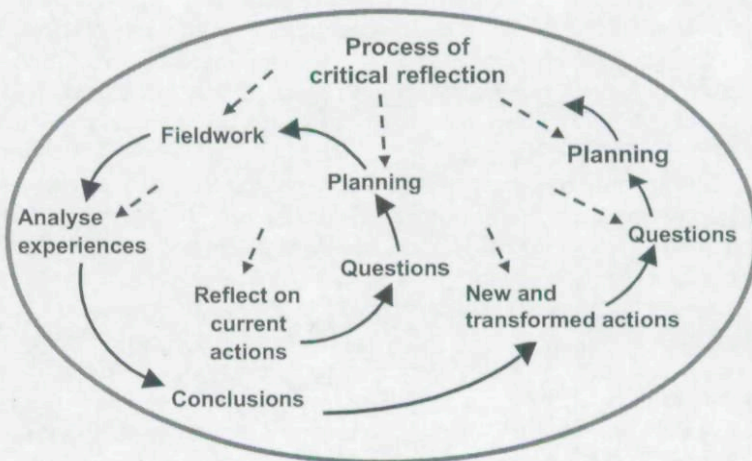 Process of
critical reflection
Fieldwork
Planning
Planning
Analyse
experiences
Questions
Questions
Reflect on
current
actions
New and
transformed actions
Conclusions